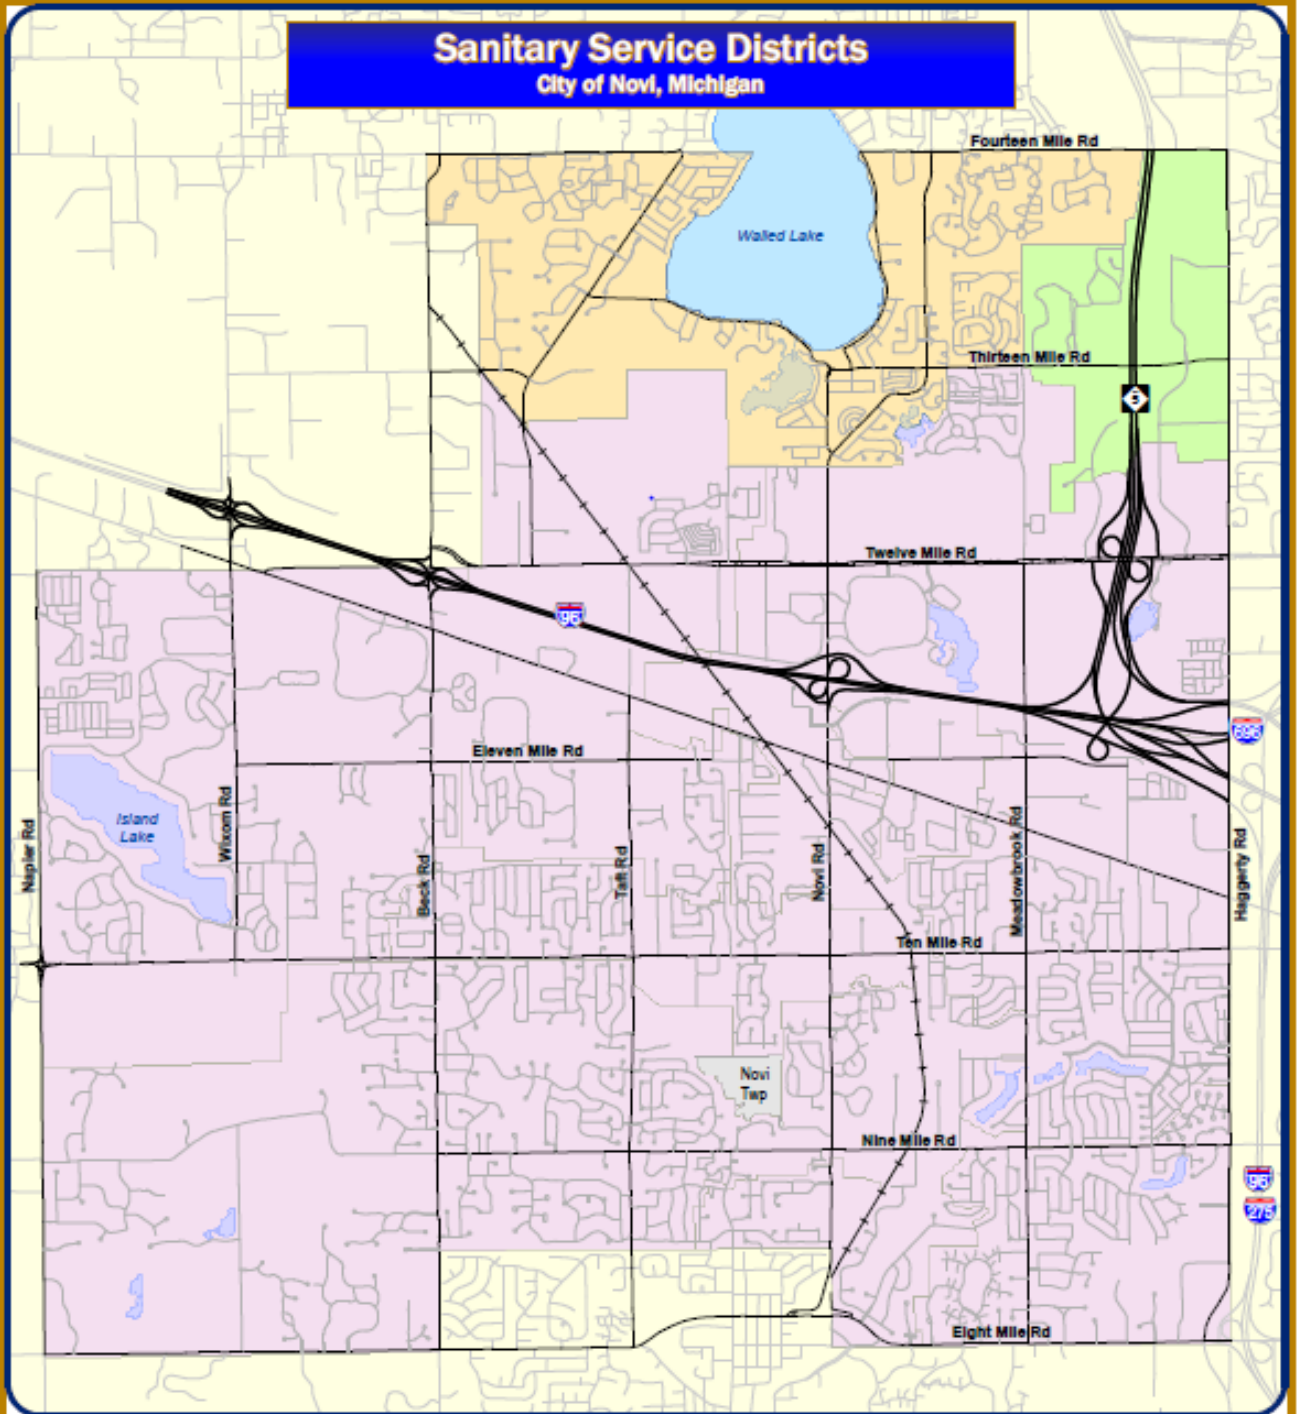 Sanitary Service Districts
City of Novi, Michigan
Fourteen Mile Rd
Walled Lake
Thirteen Mile Rd
5
Twelve Mile Rd
96
696
Eleven Mile Rd
Island
Lake
Napier Rd
Wixom Rd
Beck Rd
Taft Rd
Novi Rd
Meadowbrook Rd
Haggerty Rd
Ten Mile Rd
Novi
Twp
Nine Mile Rd
96
275
Eight Mile Rd